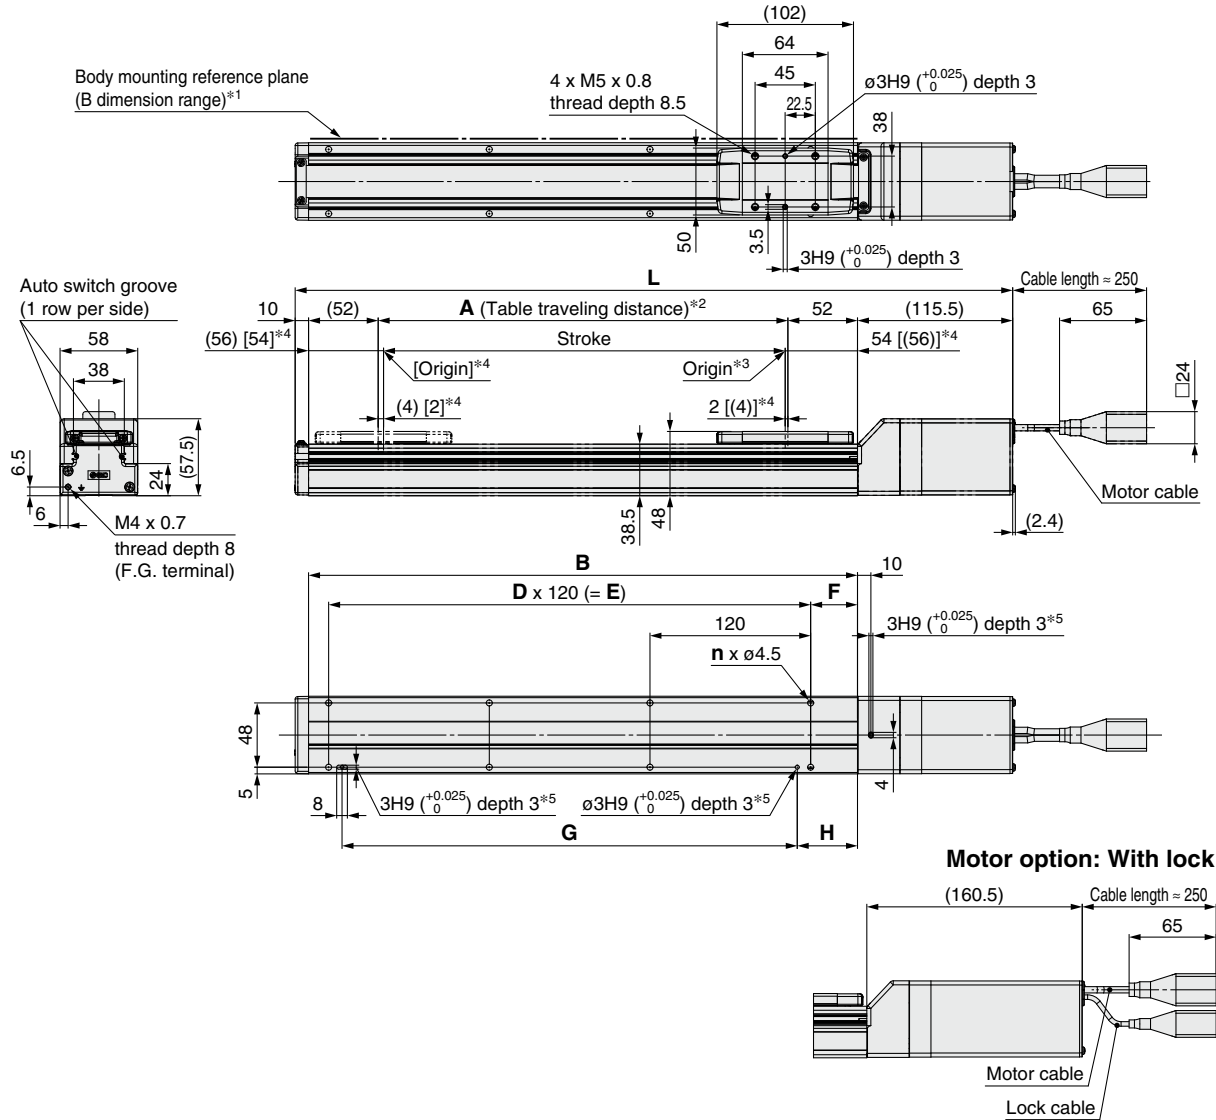 (102)
64
45
22.5
Body mounting reference plane
(B dimension range)*1
4 x M5 x 0.8
thread depth 8.5
ø3H9 (+0.025 0) depth 3
38
50
3.5
3H9 (+0.025 0) depth 3
L
Cable length ≈ 250
Auto switch groove
(1 row per side)
10
(52)
A (Table traveling distance)*2
52
(115.5)
65
(56) [54]*4
Stroke
54 [(56)]*4
58
38
[Origin]*4
Origin*3
□24
(4) [2]*4
2 [(4)]*4
6.5
24
(57.5)
6
M4 x 0.7
thread depth 8
(F.G. terminal)
38.5
48
Motor cable
(2.4)
B
10
D x 120 (= E)
F
120
3H9 (+0.025 0) depth 3*5
n x ø4.5
48
5
8
3H9 (+0.025 0) depth 3*5
ø3H9 (+0.025 0) depth 3*5
4
G
H
Motor option: With lock
(160.5)
Cable length ≈ 250
65
Motor cable
Lock cable